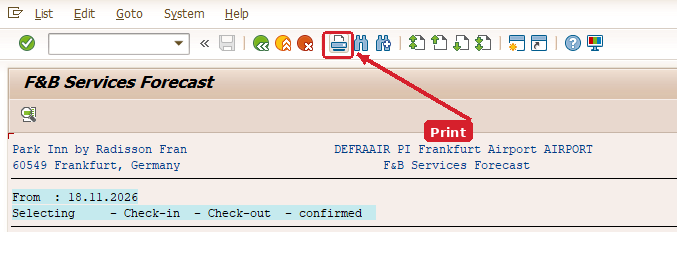 List Edit Goto System Help
F&B Services Forecast
Print
Park Inn by Radisson Fran DEFRAAIR PI Frankfurt Airport AIRPORT
60549 Frankfurt, Germany F&B Services Forecast
From : 18.11.2026
Selecting - Check-in - Check-out - confirmed